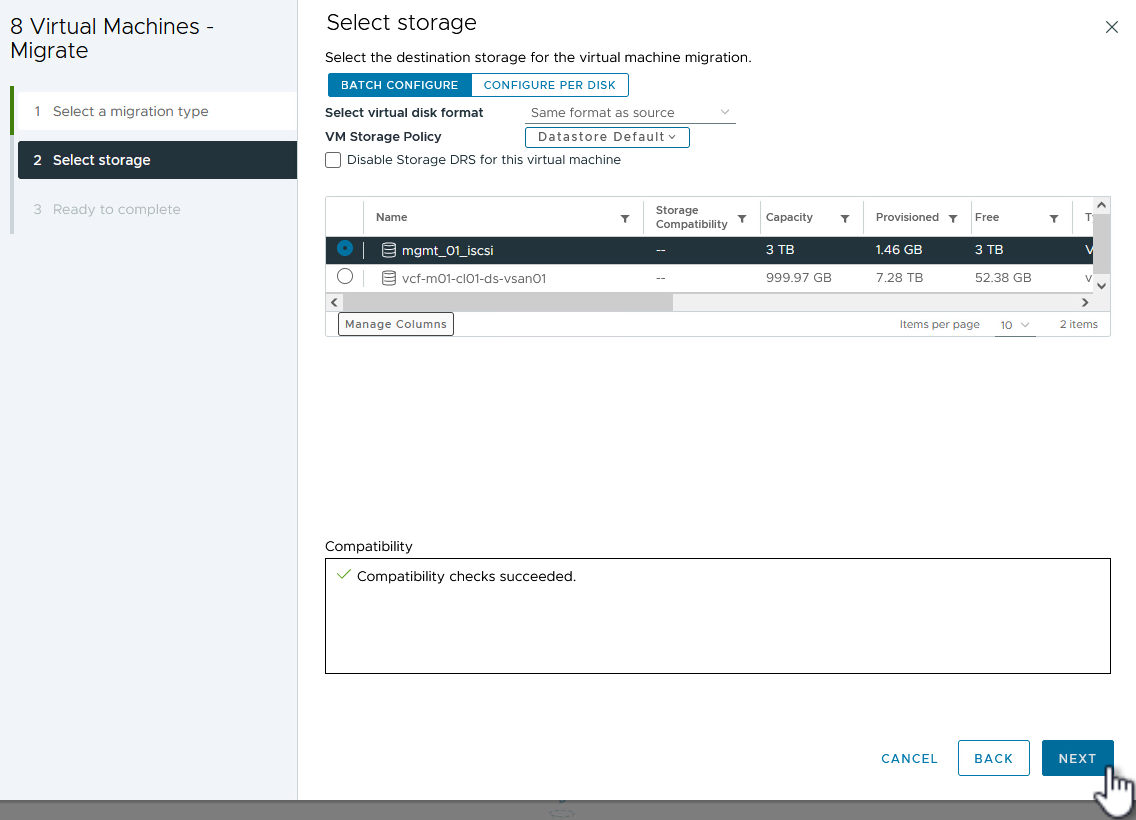 8 Virtual Machines -
Migrate
1 Select a migration type
2 Select storage
3 Ready to complete
Select storage
Select the destination storage for the virtual machine migration.
BATCH CONFIGURE CONFIGURE PER DISK
Select virtual disk format Same format as source
VM Storage Policy Datastore Default
Disable Storage DRS for this virtual machine
Name Storage Compatibility Capacity Provisioned Free
mgmt_01_iscsi -- 3 TB 1.46 GB 3 TB
vcf-m01-cl01-ds-vsan01 -- 999.97 GB 7.28 TB 52.38 GB
Manage Columns Items per page 10 2 items
Compatibility
Compatibility checks succeeded.
CANCEL BACK NEXT